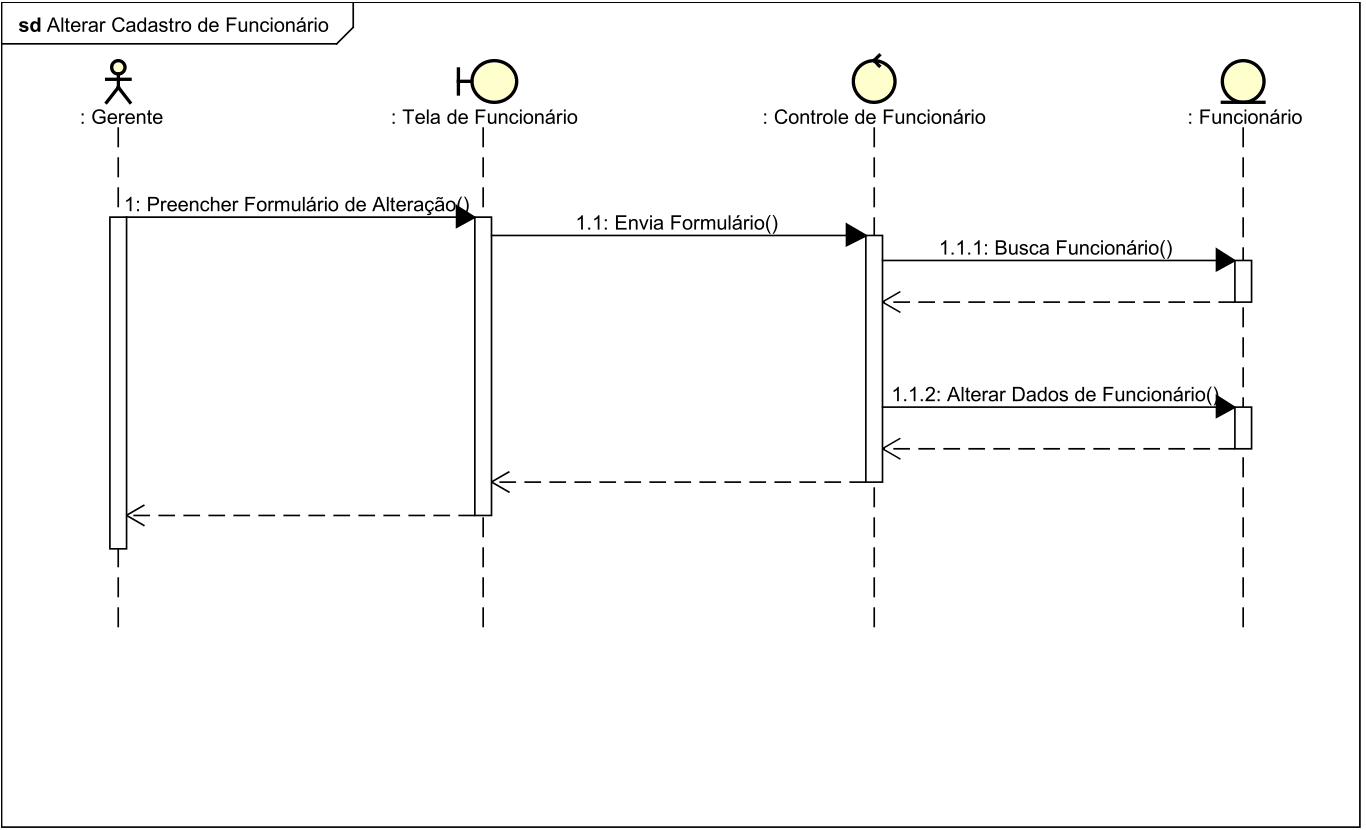 sd Alterar Cadastro de Funcionário
: Gerente
: Tela de Funcionário
: Controle de Funcionário
: Funcionário
1: Preencher Formulário de Alteração()
1.1: Envia Formulário()
1.1.1: Busca Funcionário()
1.1.2: Alterar Dados de Funcionário()